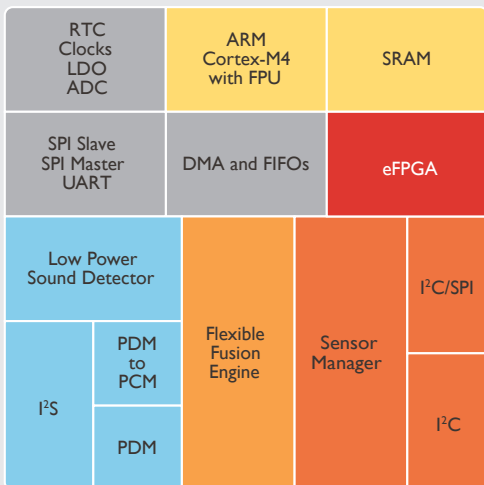 RTC
Clocks
LDO
ADC
ARM
Cortex-M4
with FPU
SRAM
SPI Slave
SPI Master
UART
DMA and FIFOs
eFPGA
Low Power
Sound Detector
I²S
PDM
to
PCM
PDM
Flexible
Fusion
Engine
Sensor
Manager
I²C/SPI
I²C